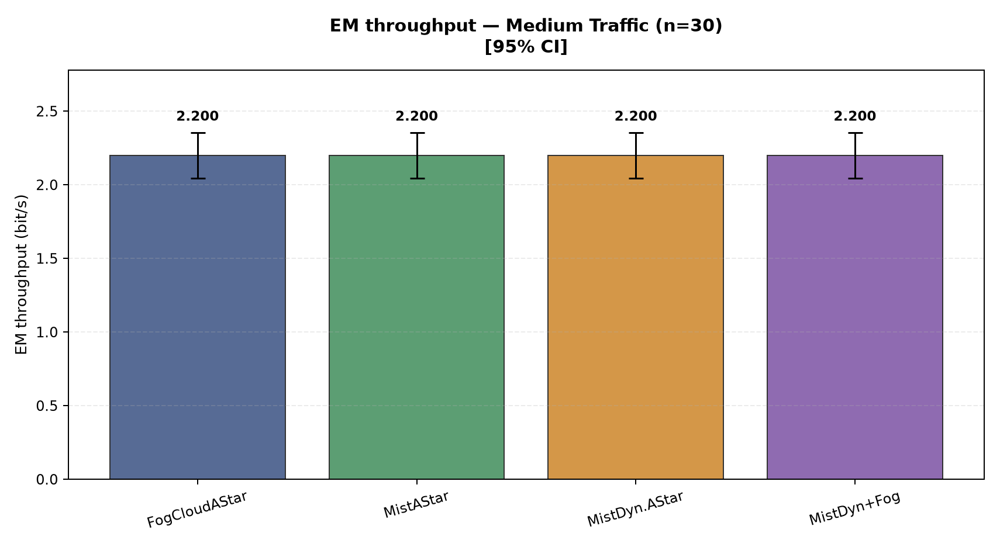 EM throughput — Medium Traffic (n=30)
[95% CI]
EM throughput (bit/s)
2.5
2.0
1.5
1.0
0.5
0.0
2.200 2.200 2.200 2.200
FogCloudAStar MistAStar MistDyn.AStar MistDyn+Fog